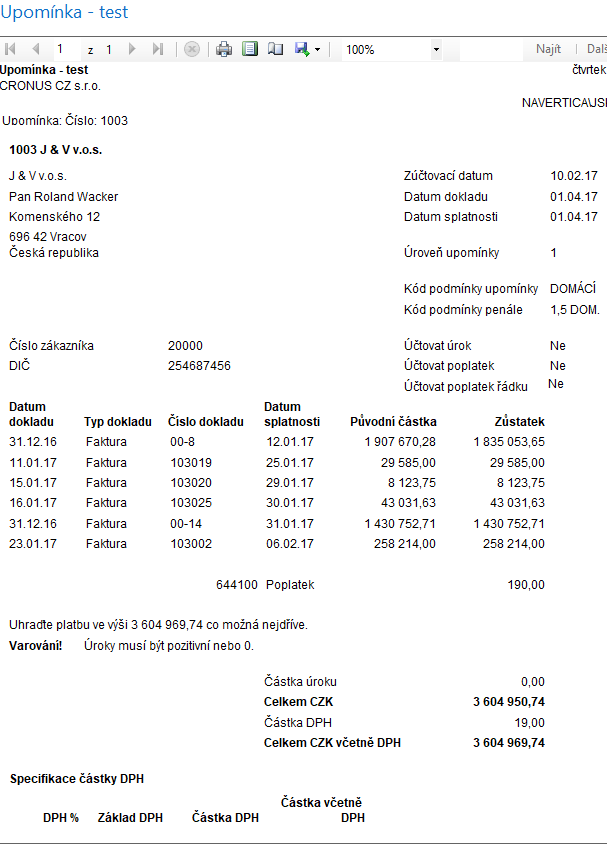 Upomínka - test
1 z 1 100% Najít Dalš
Upomínka - test čtvrtek
CRONUS CZ s.r.o.
NAVERTICA\JSI
Upomínka: Číslo: 1003
1003 J & V v.o.s.
J & V v.o.s. Zúčtovací datum 10.02.17
Pan Roland Wacker Datum dokladu 01.04.17
Komenského 12 Datum splatnosti 01.04.17
696 42 Vracov
Česká republika Úroveň upomínky 1
Kód podmínky upomínky DOMÁCÍ
Kód podmínky penále 1,5 DOM.
Číslo zákazníka 20000 Účtovat úrok Ne
DIČ 254687456 Účtovat poplatek Ne
Účtovat poplatek řádku Ne
Datum Datum
dokladu Typ dokladu Číslo dokladu splatnosti Původní částka Zůstatek
31.12.16 Faktura 00-8 12.01.17 1 907 670,28 1 835 053,65
11.01.17 Faktura 103019 25.01.17 29 585,00 29 585,00
15.01.17 Faktura 103020 29.01.17 8 123,75 8 123,75
16.01.17 Faktura 103025 30.01.17 43 031,63 43 031,63
31.12.16 Faktura 00-14 31.01.17 1 430 752,71 1 430 752,71
23.01.17 Faktura 103002 06.02.17 258 214,00 258 214,00
644100 Poplatek 190,00
Uhraďte platbu ve výši 3 604 969,74 co možná nejdříve.
Varování! Úroky musí být pozitivní nebo 0.
Částka úroku 0,00
Celkem CZK 3 604 950,74
Částka DPH 19,00
Celkem CZK včetně DPH 3 604 969,74
Specifikace částky DPH
Částka včetně
DPH % Základ DPH Částka DPH DPH